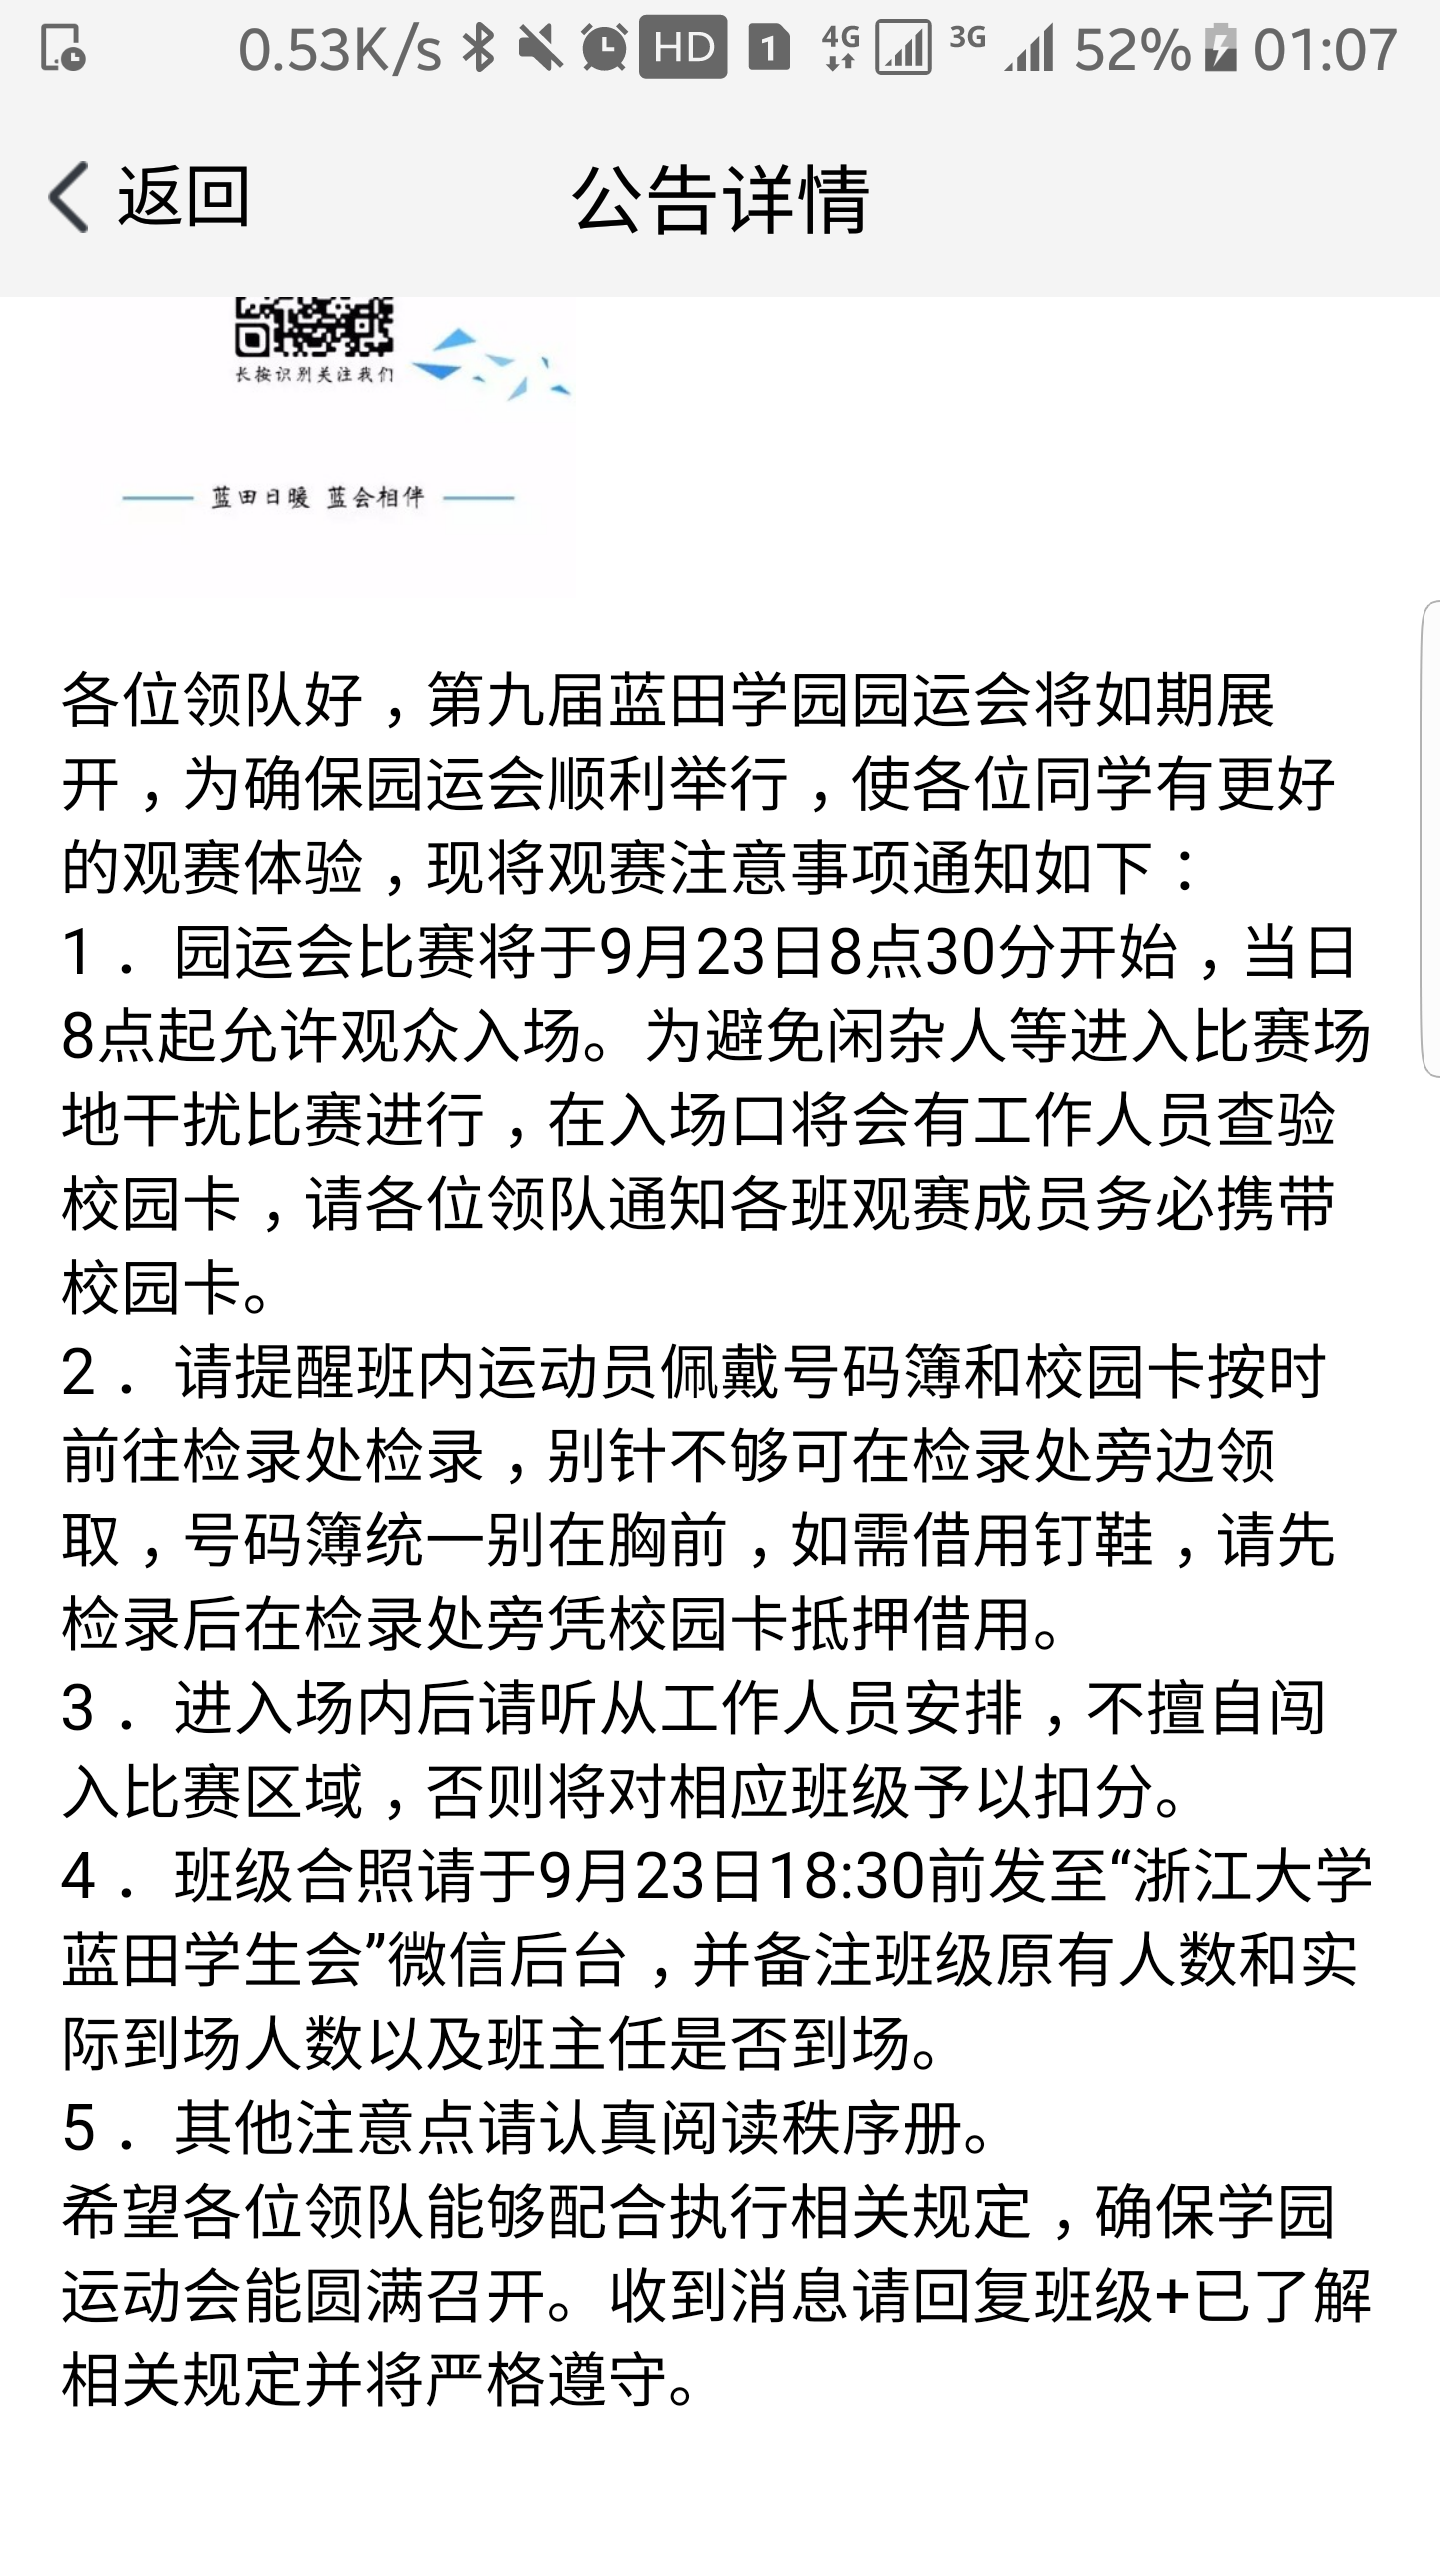 0.53K/s HD 1 4G 3G 52% 01:07
返回 公告详情
长按识别关注我们
蓝田日暖 蓝会相伴
各位领队好，第九届蓝田学园园运会将如期展
开，为确保园运会顺利举行，使各位同学有更好
的观赛体验，现将观赛注意事项通知如下：
1． 园运会比赛将于9月23日8点30分开始，当日
8点起允许观众入场。为避免闲杂人等进入比赛场
地干扰比赛进行，在入场口将会有工作人员查验
校园卡，请各位领队通知各班观赛成员务必携带
校园卡。
2． 请提醒班内运动员佩戴号码簿和校园卡按时
前往检录处检录，别针不够可在检录处旁边领
取，号码簿统一别在胸前，如需借用钉鞋，请先
检录后在检录处旁凭校园卡抵押借用。
3． 进入场内后请听从工作人员安排，不擅自闯
入比赛区域，否则将对相应班级予以扣分。
4． 班级合照请于9月23日18:30前发至“浙江大学
蓝田学生会”微信后台，并备注班级原有人数和实
际到场人数以及班主任是否到场。
5． 其他注意点请认真阅读秩序册。
希望各位领队能够配合执行相关规定，确保学园
运动会能圆满召开。收到消息请回复班级+已了解
相关规定并将严格遵守。